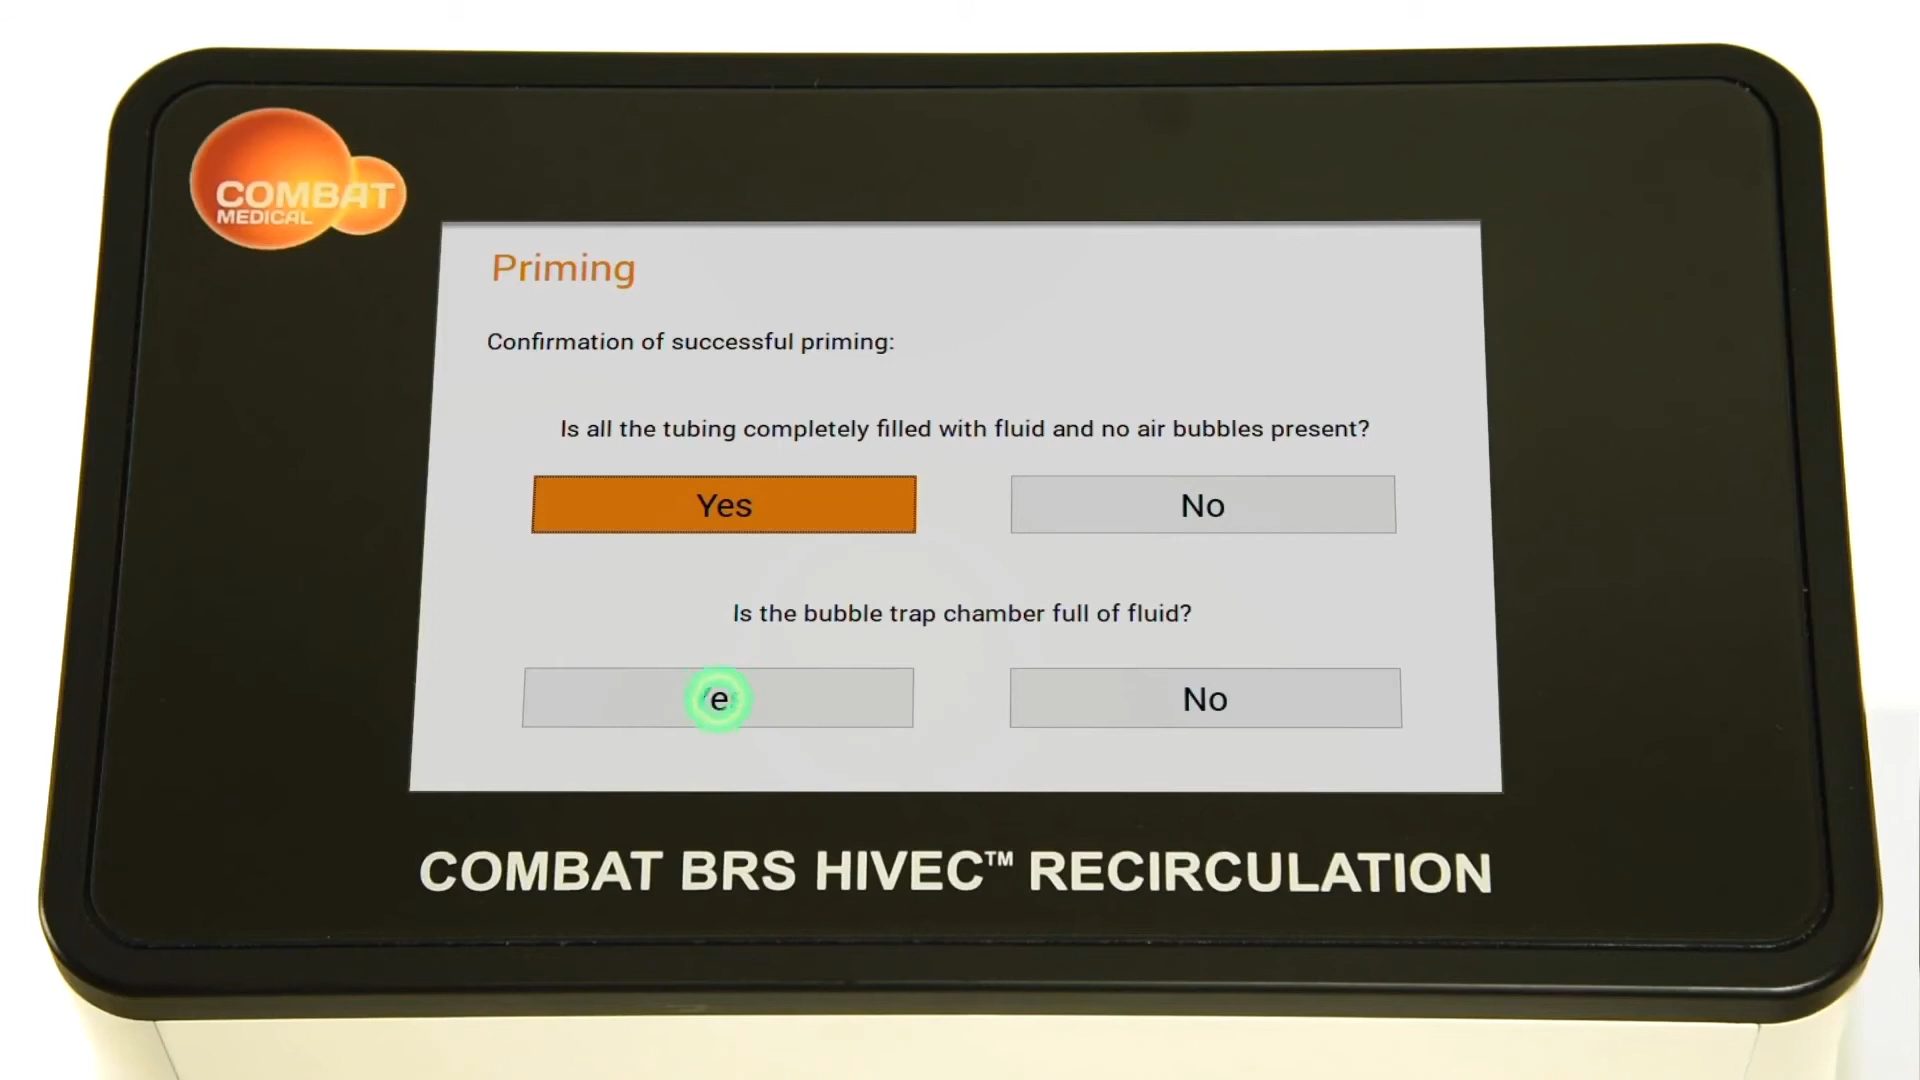 COMBAT
MEDICAL
Priming
Confirmation of successful priming:
Is all the tubing completely filled with fluid and no air bubbles present?
Yes No
Is the bubble trap chamber full of fluid?
Yes No
COMBAT BRS HIVEC™ RECIRCULATION